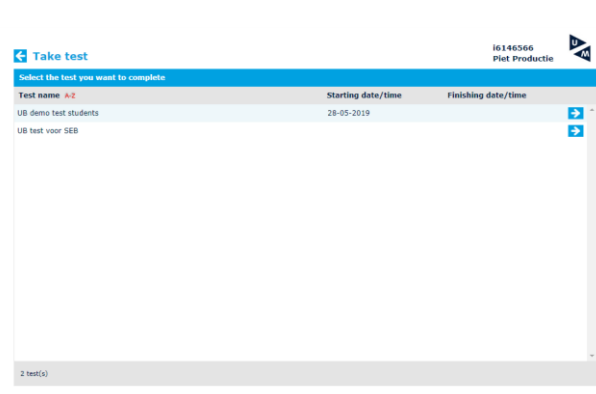 i6146566
Take test
Piet Productie
UM
Select the test you want to complete
Test name A-Z Starting date/time Finishing date/time
UB demo test students 28-05-2019
UB test voor SEB
2 test(s)